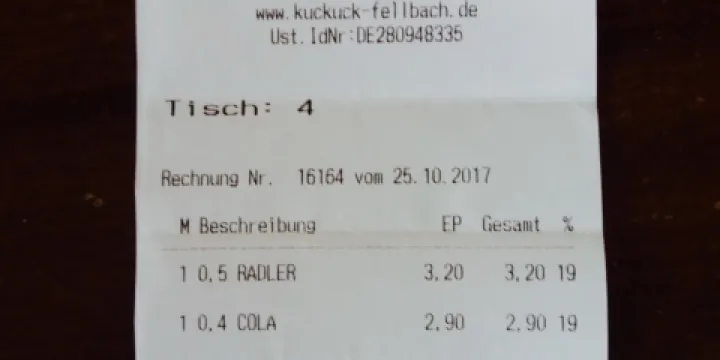 www.kuckuck-fellbach.de
Ust.IdNr:DE280948335
Tisch: 4
Rechnung Nr. 16164 vom 25.10.2017
M Beschreibung EP Gesamt %
1 0,5 RADLER 3,20 3,20 19
1 0,4 COLA 2,90 2,90 19